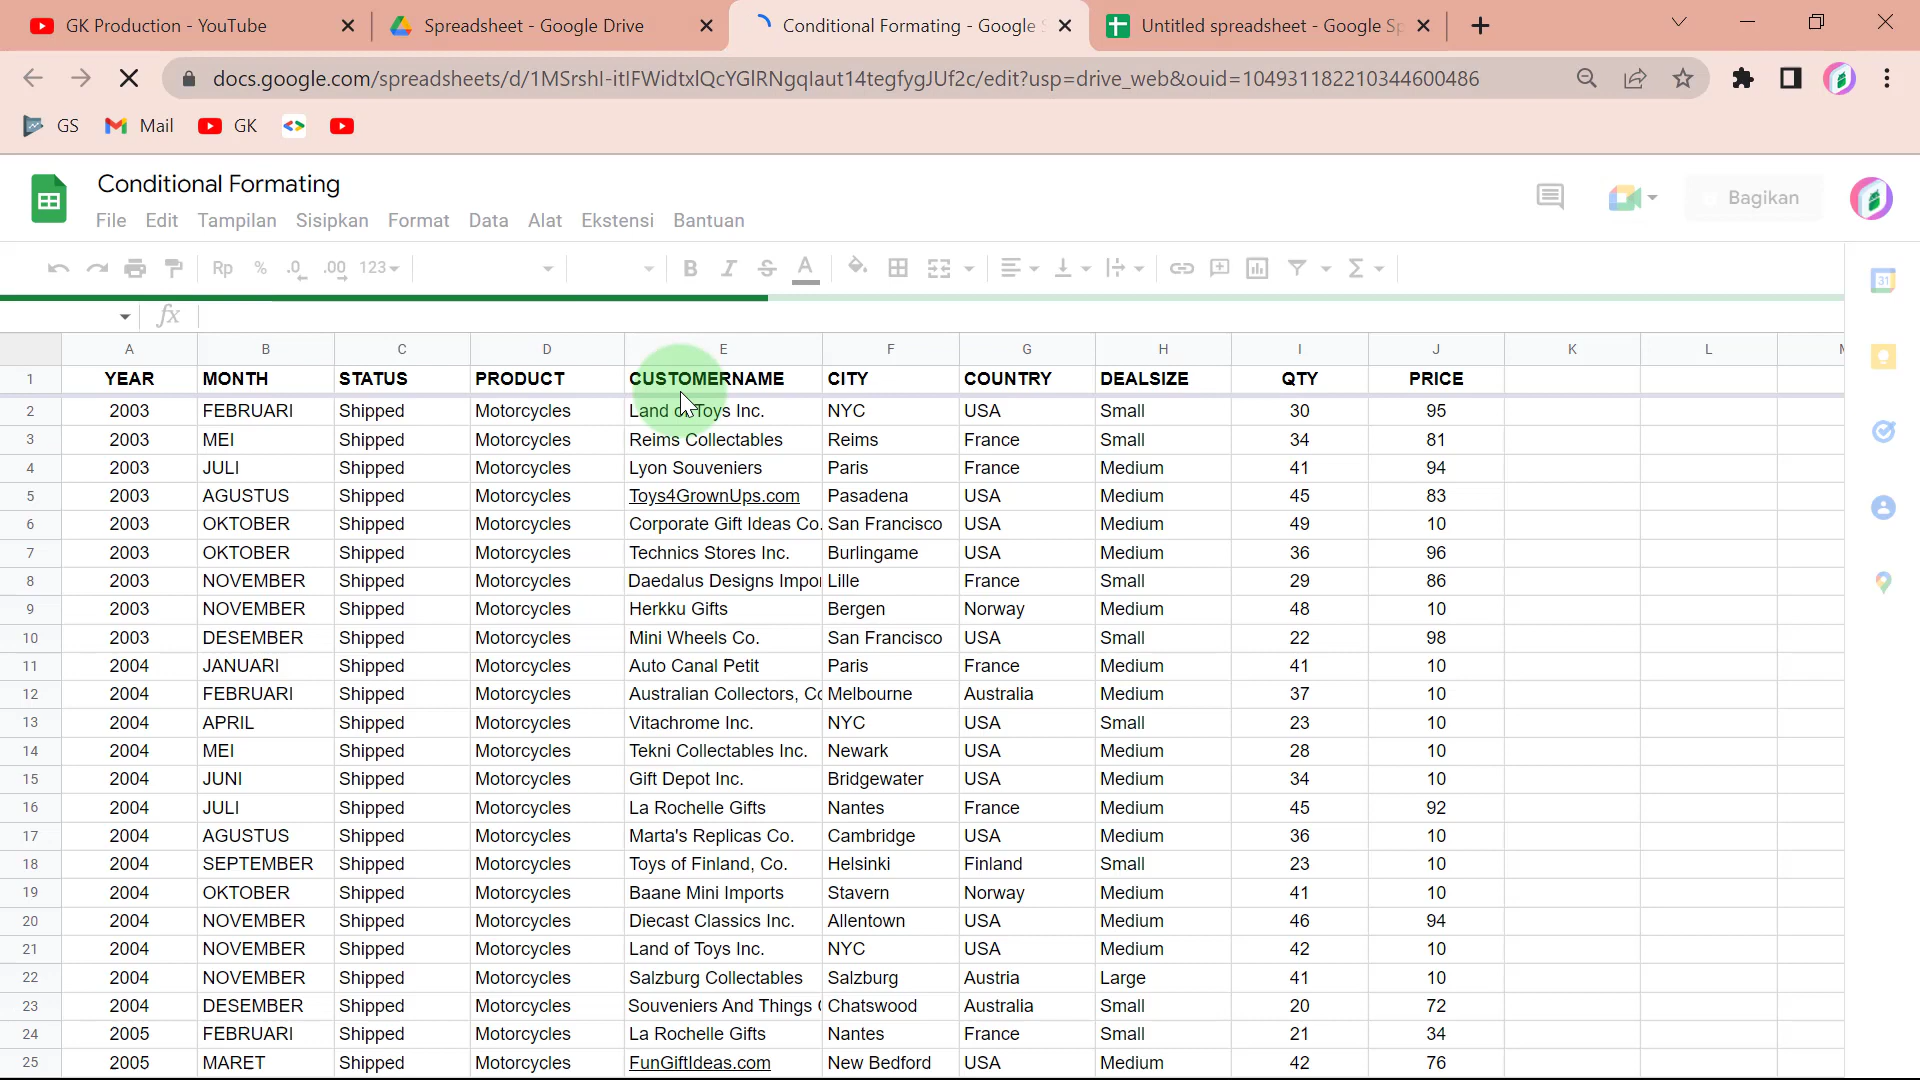 GK Production - YouTube
Spreadsheet - Google Drive
Conditional Formating - Google S
Untitled spreadsheet - Google Sp
docs.google.com/spreadsheets/d/1MSrshI-itIFWidtxlQcYGlRNgqIaut14tegfygJUf2c/edit?usp=drive_web&ouid=104931182210344600486
GS Mail GK
Conditional Formating
Bagikan
File Edit Tampilan Sisipkan Format Data Alat Ekstensi Bantuan
Rp % .0 .00 123
31
fx
A B C D E F G H I J K L
1 YEAR MONTH STATUS PRODUCT CUSTOMERNAME CITY COUNTRY DEALSIZE QTY PRICE
2 2003 FEBRUARI Shipped Motorcycles Land of Toys Inc. NYC USA Small 30 95
3 2003 MEI Shipped Motorcycles Reims Collectables Reims France Small 34 81
4 2003 JULI Shipped Motorcycles Lyon Souveniers Paris France Medium 41 94
5 2003 AGUSTUS Shipped Motorcycles Toys4GrownUps.com Pasadena USA Medium 45 83
6 2003 OKTOBER Shipped Motorcycles Corporate Gift Ideas Co. San Francisco USA Medium 49 10
7 2003 OKTOBER Shipped Motorcycles Technics Stores Inc. Burlingame USA Medium 36 96
8 2003 NOVEMBER Shipped Motorcycles Daedalus Designs Impor Lille France Small 29 86
9 2003 NOVEMBER Shipped Motorcycles Herkku Gifts Bergen Norway Medium 48 10
10 2003 DESEMBER Shipped Motorcycles Mini Wheels Co. San Francisco USA Small 22 98
11 2004 JANUARI Shipped Motorcycles Auto Canal Petit Paris France Medium 41 10
12 2004 FEBRUARI Shipped Motorcycles Australian Collectors, Co Melbourne Australia Medium 37 10
13 2004 APRIL Shipped Motorcycles Vitachrome Inc. NYC USA Small 23 10
14 2004 MEI Shipped Motorcycles Tekni Collectables Inc. Newark USA Medium 28 10
15 2004 JUNI Shipped Motorcycles Gift Depot Inc. Bridgewater USA Medium 34 10
16 2004 JULI Shipped Motorcycles La Rochelle Gifts Nantes France Medium 45 92
17 2004 AGUSTUS Shipped Motorcycles Marta's Replicas Co. Cambridge USA Medium 36 10
18 2004 SEPTEMBER Shipped Motorcycles Toys of Finland, Co. Helsinki Finland Small 23 10
19 2004 OKTOBER Shipped Motorcycles Baane Mini Imports Stavern Norway Medium 41 10
20 2004 NOVEMBER Shipped Motorcycles Diecast Classics Inc. Allentown USA Medium 46 94
21 2004 NOVEMBER Shipped Motorcycles Land of Toys Inc. NYC USA Medium 42 10
22 2004 NOVEMBER Shipped Motorcycles Salzburg Collectables Salzburg Austria Large 41 10
23 2004 DESEMBER Shipped Motorcycles Souveniers And Things Chatswood Australia Small 20 72
24 2005 FEBRUARI Shipped Motorcycles La Rochelle Gifts Nantes France Small 21 34
25 2005 MARET Shipped Motorcycles FunGiftIdeas.com New Bedford USA Medium 42 76